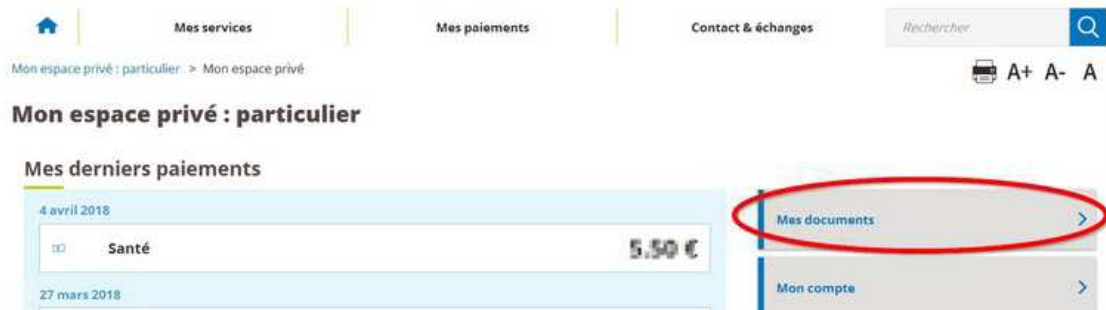 Mes services Mes paiements Contact & échanges Rechercher
Mon espace privé : particulier > Mon espace privé
A+ A- A
Mon espace privé : particulier
Mes derniers paiements
4 avril 2018
Santé 5.50 €
27 mars 2018
Mes documents
Mon compte